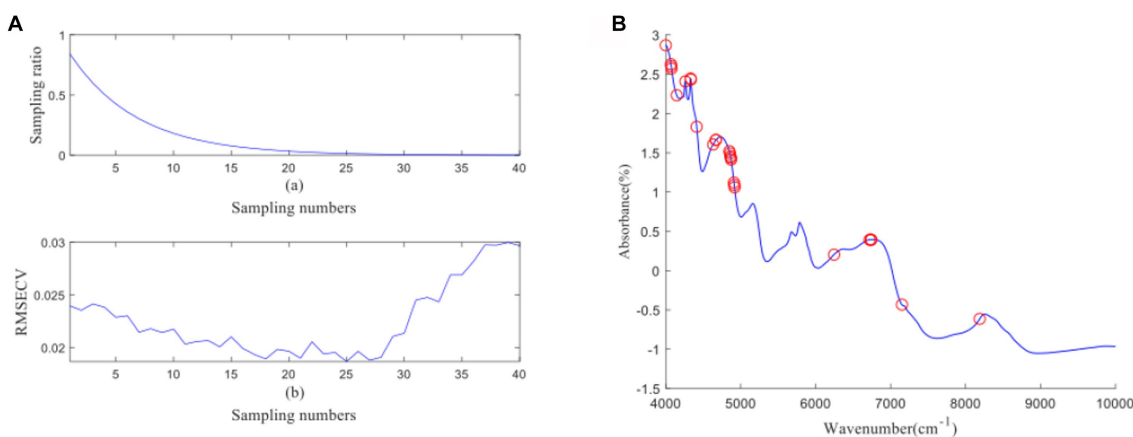 A
Sampling ratio
1
0.5
0
5 10 15 20 25 30 35 40
(a)
Sampling numbers
RMSECV
0.03
0.025
0.02
5 10 15 20 25 30 35 40
(b)
Sampling numbers
B
Absorbance(%)
3
2.5
2
1.5
1
0.5
0
-0.5
-1
-1.5
4000 5000 6000 7000 8000 9000 10000
Wavenumber(cm⁻¹)